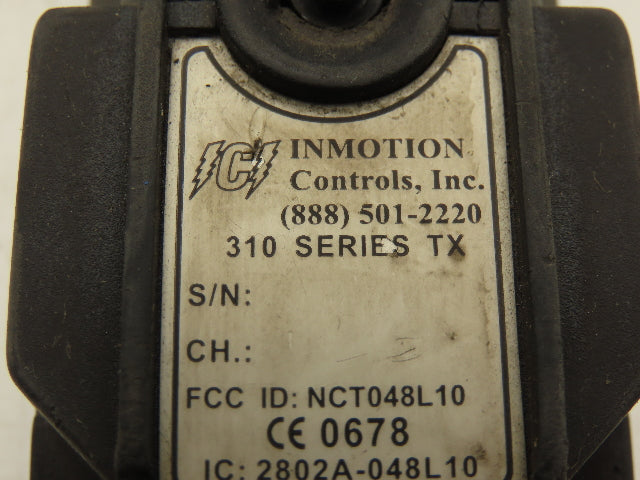 ICI INMOTION
Controls, Inc.
(888) 501-2220
310 SERIES TX
S/N:
CH.:
FCC ID: NCT048L10
CE 0678
IC: 2802A-048L10